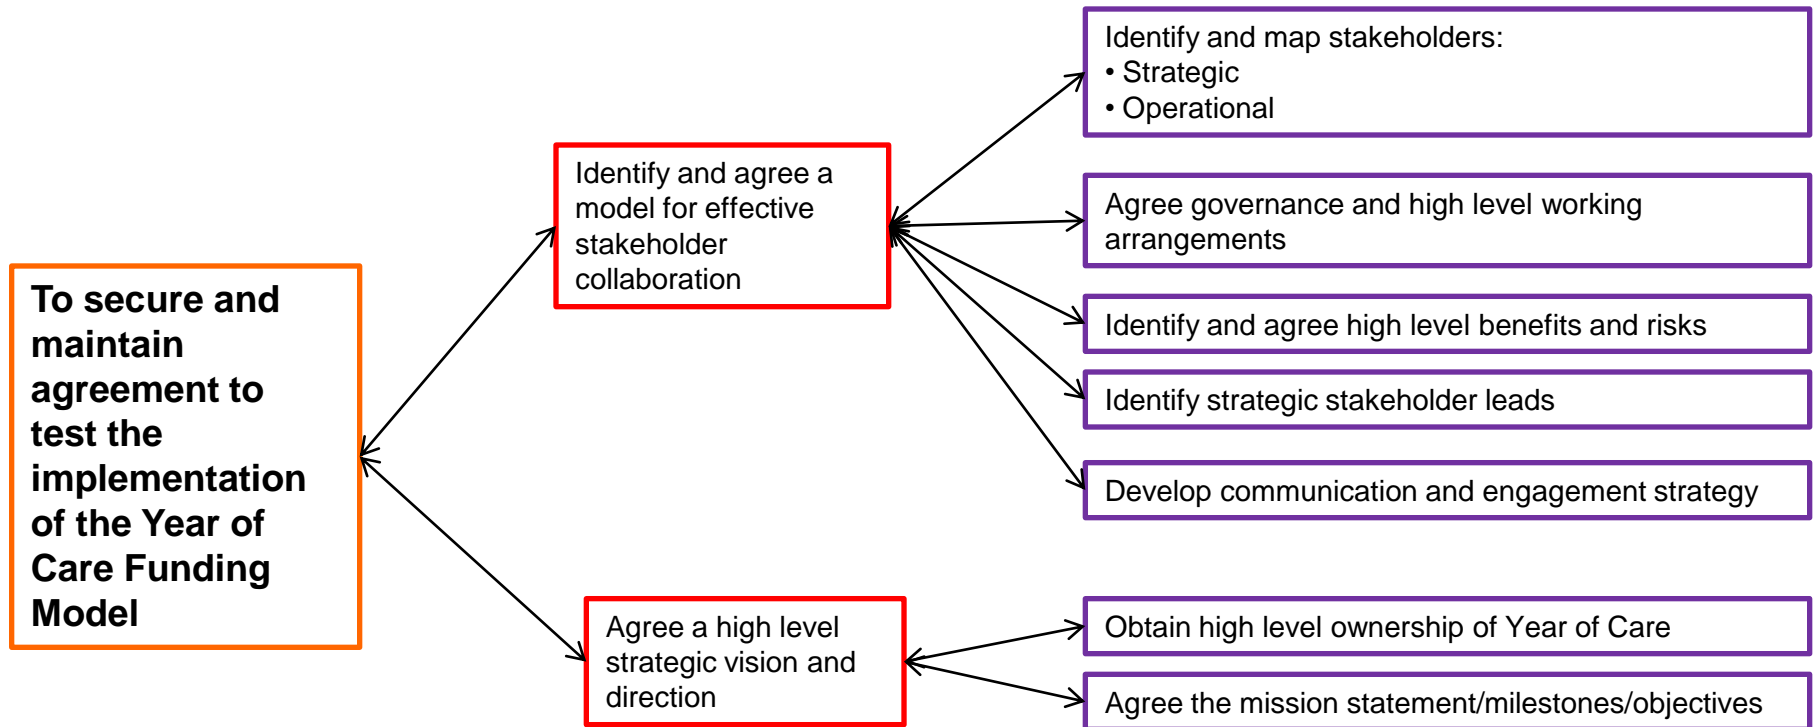 To secure and
maintain
agreement to
test the
implementation
of the Year of
Care Funding
Model
Identify and agree a
model for effective
stakeholder
collaboration
Agree a high level
strategic vision and
direction
Identify and map stakeholders:
• Strategic
• Operational
Agree governance and high level working
arrangements
Identify and agree high level benefits and risks
Identify strategic stakeholder leads
Develop communication and engagement strategy
Obtain high level ownership of Year of Care
Agree the mission statement/milestones/objectives